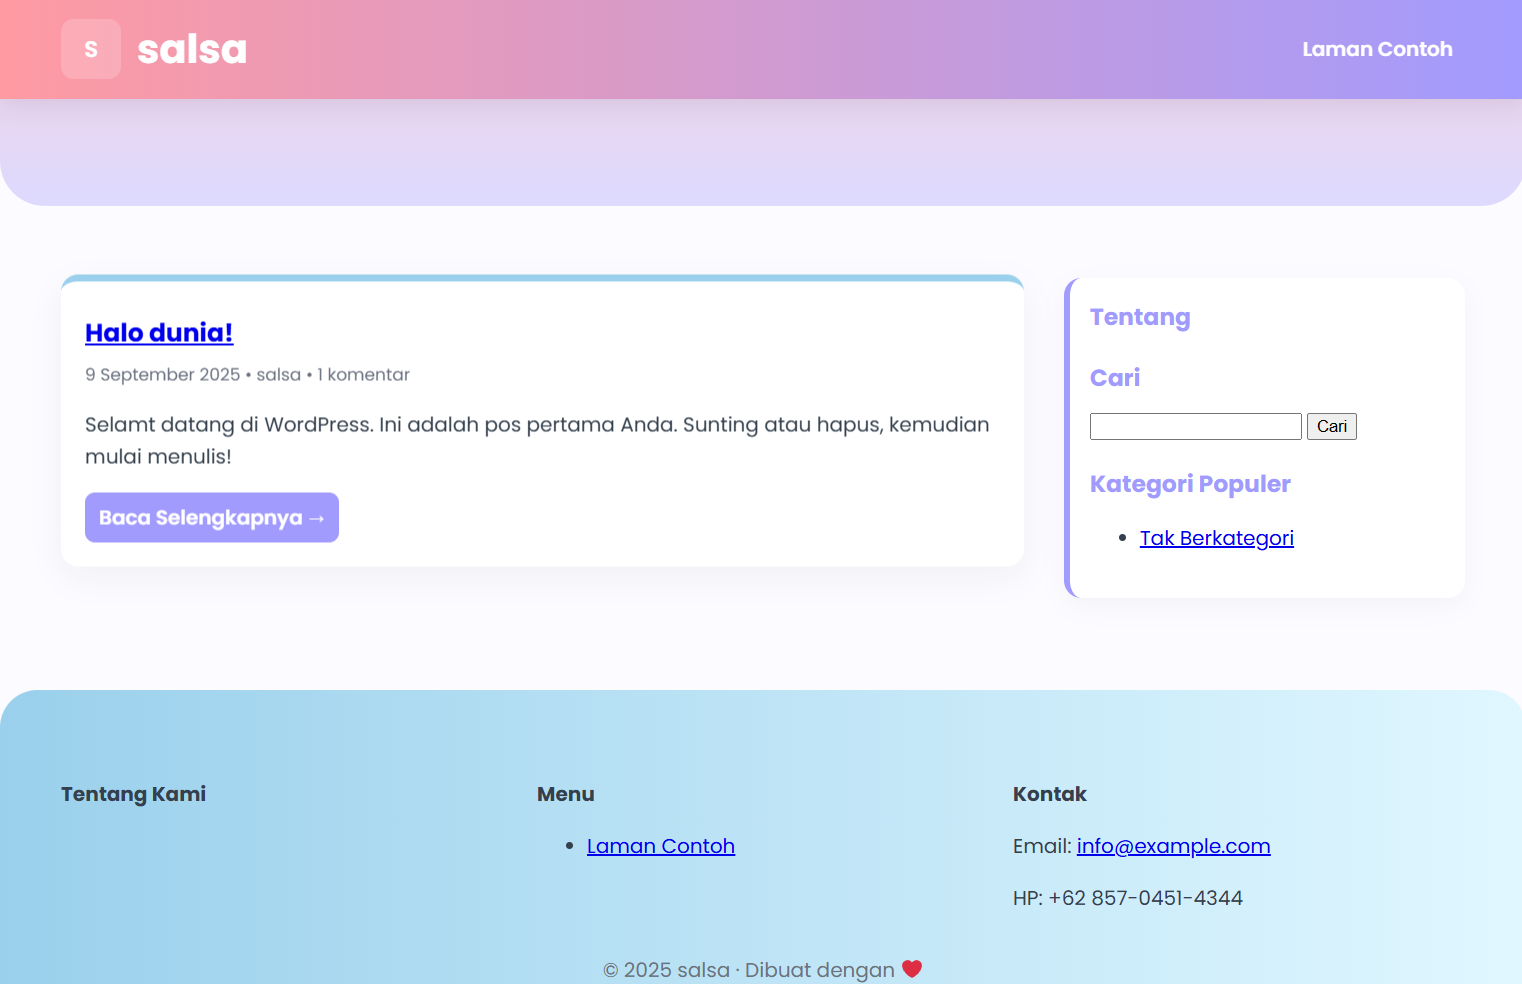 S
salsa
Laman Contoh
Halo dunia!
9 September 2025 • salsa • 1 komentar
Selamt datang di WordPress. Ini adalah pos pertama Anda. Sunting atau hapus, kemudian
mulai menulis!
Baca Selengkapnya →
Tentang
Cari
Cari
Kategori Populer
• Tak Berkategori
Tentang Kami
Menu
• Laman Contoh
Kontak
Email: info@example.com
HP: +62 857-0451-4344
© 2025 salsa · Dibuat dengan ❤️